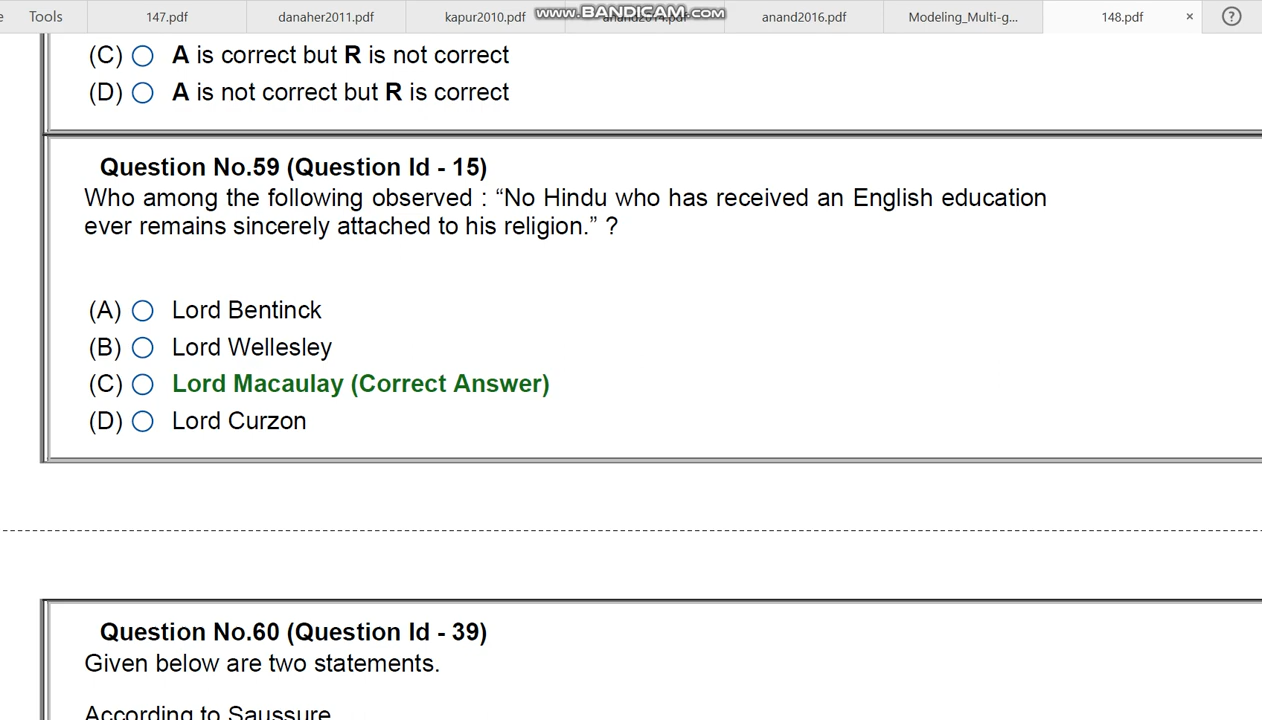 e Tools 147.pdf danaher2011.pdf kapur2010.pdf anand2014.pdf anand2016.pdf Modeling_Multi-g... 148.pdf × ?
www.BANDICAM.com
(C) A is correct but R is not correct
(D) A is not correct but R is correct
Question No.59 (Question Id - 15)
Who among the following observed : “No Hindu who has received an English education
ever remains sincerely attached to his religion.” ?
(A) Lord Bentinck
(B) Lord Wellesley
(C) Lord Macaulay (Correct Answer)
(D) Lord Curzon
Question No.60 (Question Id - 39)
Given below are two statements.
According to Saussure